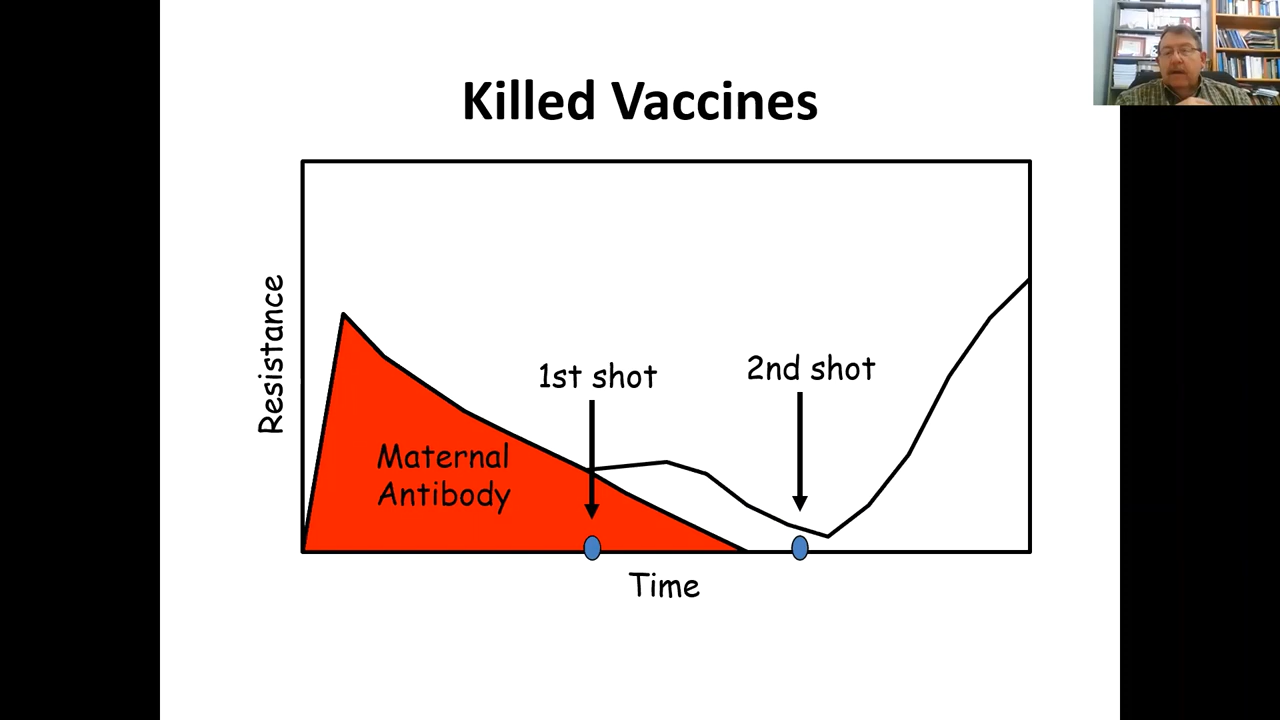 Killed Vaccines
Resistance
1st shot
2nd shot
Maternal
Antibody
Time